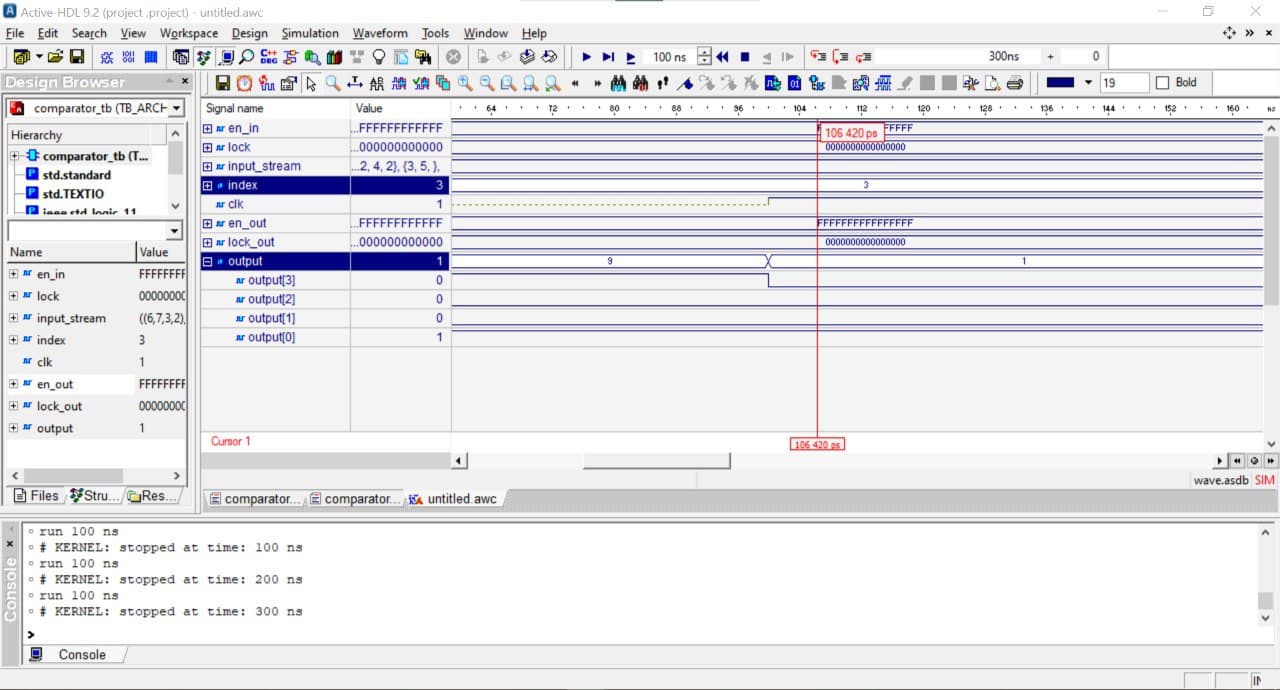 Active-HDL 9.2 (project .project) - untitled.awc
File Edit Search View Workspace Design Simulation Waveform Tools Window Help
100 ns 300ns + 0
Design Browser
19 Bold
comparator_tb (TB_ARCH
Hierarchy
comparator_tb (T...
std.standard
std.TEXTIO
ieee.std_logic_11
Name Value
en_in FFFFFFFF
lock 00000000
input_stream ((6,7,3,2),
index 3
clk 1
en_out FFFFFFFF
lock_out 00000000
output 1
Files Stru... Res...
Signal name Value 64 72 80 88 96 104 112 120 128 136 144 152 160 ns
en_in ...FFFFFFFFFFFF
106 420 ps
lock ...000000000000 0000000000000000
input_stream ...2, 4, 2}, {3, 5, },
index 3 3
clk 1
en_out ...FFFFFFFFFFFF FFFFFFFFFFFFFFFF
lock_out ...000000000000 0000000000000000
output 1 9 1
output[3] 0
output[2] 0
output[1] 0
output[0] 1
Cursor 1 106 420 ps
wave.asdb SIM
comparator... comparator... untitled.awc
Console
run 100 ns
# KERNEL: stopped at time: 100 ns
run 100 ns
# KERNEL: stopped at time: 200 ns
run 100 ns
# KERNEL: stopped at time: 300 ns
>
Console